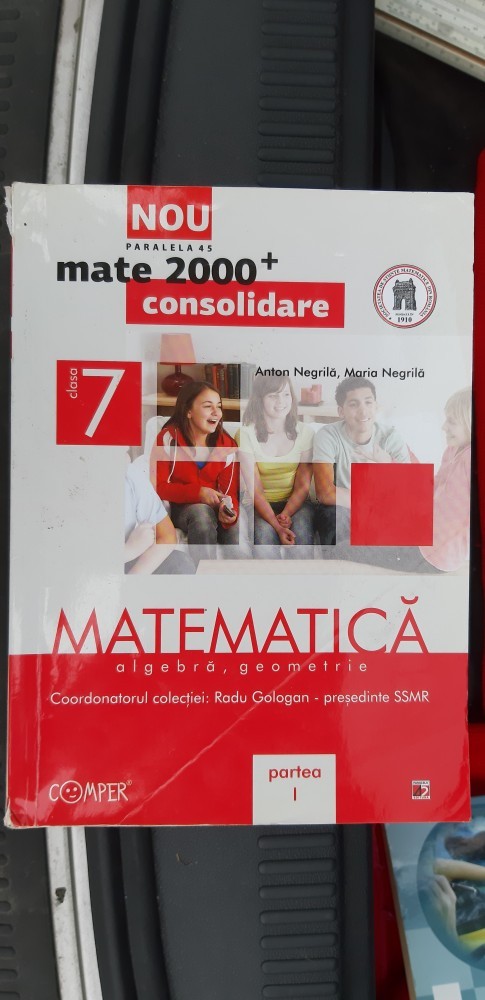 NOU
PARALELA 45
mate 2000+
consolidare
1910
Anton Negrilă, Maria Negrilă
clasa
7
MATEMATICĂ
algebră, geometrie
Coordonatorul colecției: Radu Gologan - președinte SSMR
partea
I
COMPER®